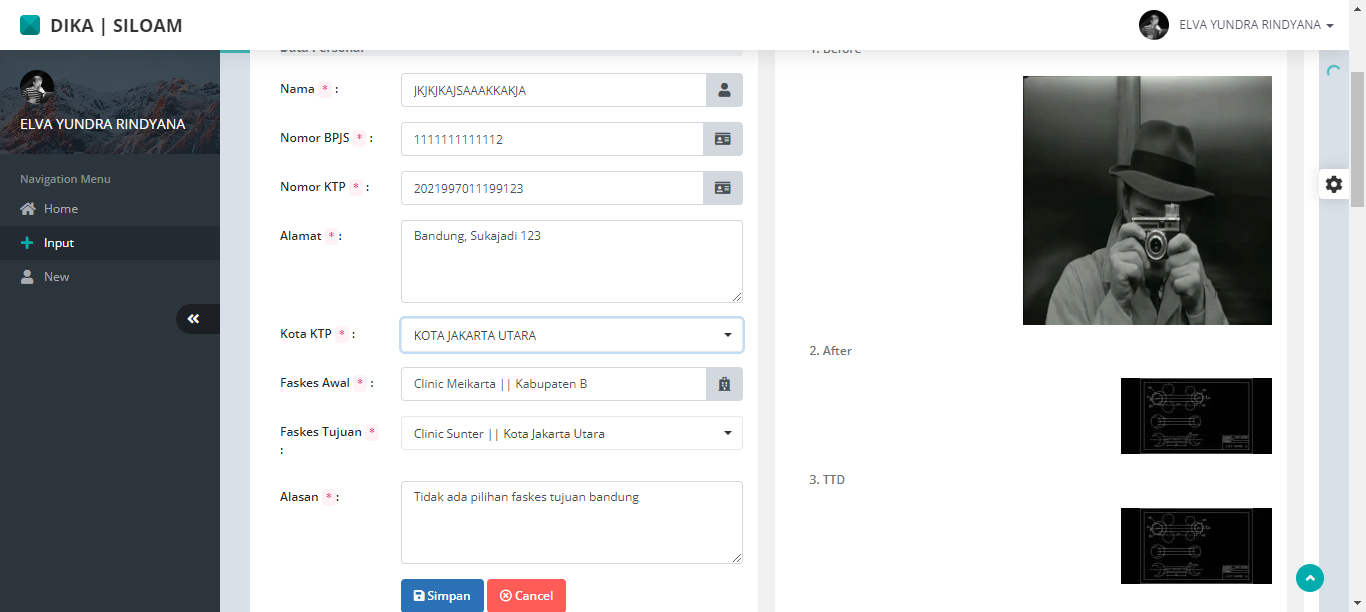 DIKA | SILOAM
ELVA YUNDRA RINDYANA
ELVA YUNDRA RINDYANA
Navigation Menu
Home
Input
New
Data Personal
Nama * :
JKJKJKAJSAAAKKAKJA
Nomor BPJS * :
1111111111112
Nomor KTP * :
2021997011199123
Alamat * :
Bandung, Sukajadi 123
Kota KTP * :
KOTA JAKARTA UTARA
Faskes Awal * :
Clinic Meikarta || Kabupaten B
Faskes Tujuan *
:
Clinic Sunter || Kota Jakarta Utara
Alasan * :
Tidak ada pilihan faskes tujuan bandung
Simpan
Cancel
1. Before
2. After
3. TTD